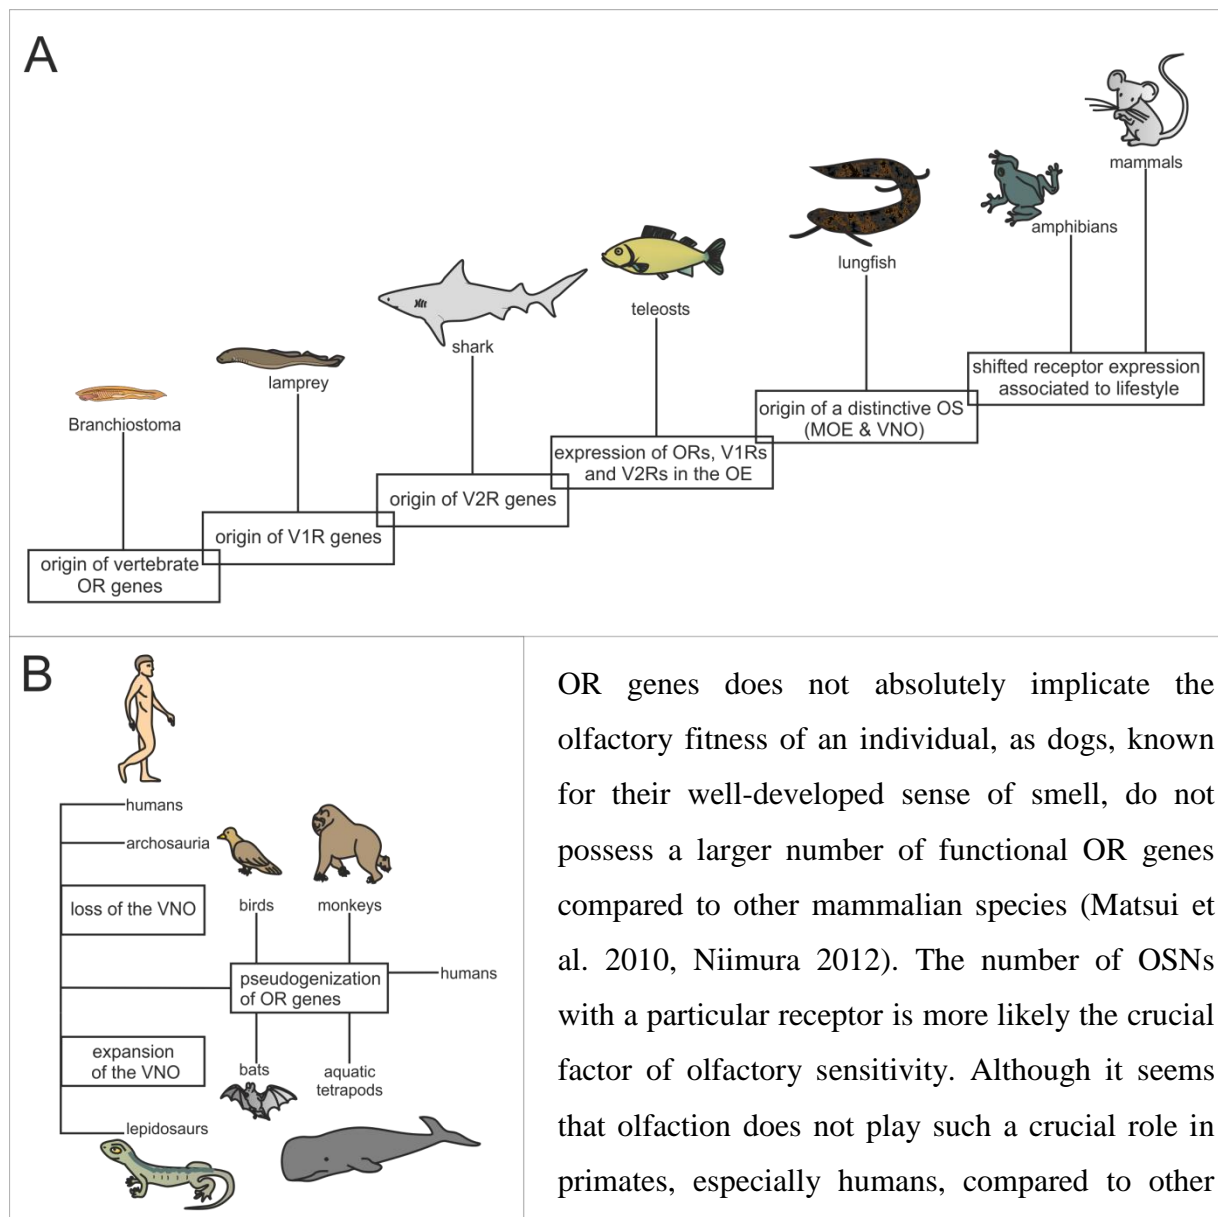 A
mammals
amphibians
lungfish
teleosts
shark
lamprey
Branchiostoma
shifted receptor expression
associated to lifestyle
origin of a distinctive OS
(MOE & VNO)
expression of ORs, V1Rs
and V2Rs in the OE
origin of V2R genes
origin of V1R genes
origin of vertebrate
OR genes
B
humans
archosauria
loss of the VNO
birds
monkeys
pseudogenization
of OR genes
humans
expansion
of the VNO
bats
aquatic
tetrapods
lepidosaurs
OR genes does not absolutely implicate the
olfactory fitness of an individual, as dogs, known
for their well-developed sense of smell, do not
possess a larger number of functional OR genes
compared to other mammalian species (Matsui et
al. 2010, Niimura 2012). The number of OSNs
with a particular receptor is more likely the crucial
factor of olfactory sensitivity. Although it seems
that olfaction does not play such a crucial role in
primates, especially humans, compared to other